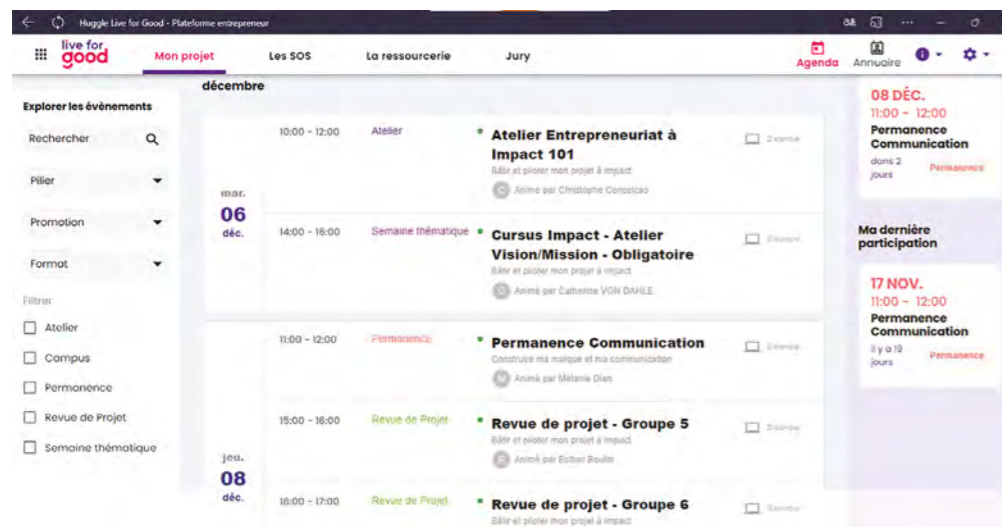 Huggle Live for Good - Plateforme entrepreneur
live for
good
Mon projet
Les SOS
La ressourcerie
Jury
Agenda
Annuaire
Explorer les évènements
Rechercher
Pilier
Promotion
Format
Filtrer
Atelier
Campus
Permanence
Revue de Projet
Semaine thématique
décembre
mar.
06
déc.
10:00 - 12:00
Atelier
Atelier Entrepreneuriat à
Impact 101
Bâtir et piloter mon projet à impact
Animé par Christophe Conceicao
Distanciel
14:00 - 16:00
Semaine thématique
Cursus Impact - Atelier
Vision/Mission - Obligatoire
Bâtir et piloter mon projet à impact
Animé par Catherine VON DAHLE
Distanciel
jeu.
08
déc.
11:00 - 12:00
Permanence
Permanence Communication
Construire ma marque et ma communication
Animé par Mélanie Dian
Distanciel
15:00 - 16:00
Revue de Projet
Revue de projet - Groupe 5
Bâtir et piloter mon projet à impact
Animé par Esther Boulin
Distanciel
16:00 - 17:00
Revue de Projet
Revue de projet - Groupe 6
Bâtir et piloter mon projet à impact
Distanciel
08 DÉC.
11:00 - 12:00
Permanence
Communication
dans 2
jours
Permanence
Ma dernière
participation
17 NOV.
11:00 - 12:00
Permanence
Communication
Il y a 19
jours
Permanence